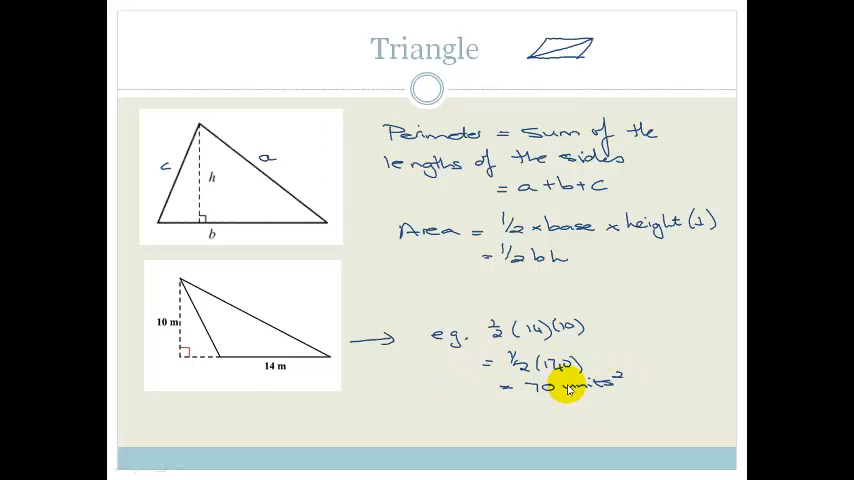 Triangle
c
a
h
b
Perimeter = Sum of the
lengths of the sides
= a+b+c
Area = 1/2 × base × height (⊥)
= 1/2 bh
10 m
14 m
e.g. 1/2 (14)(10)
= 1/2 (140)
= 70 units²